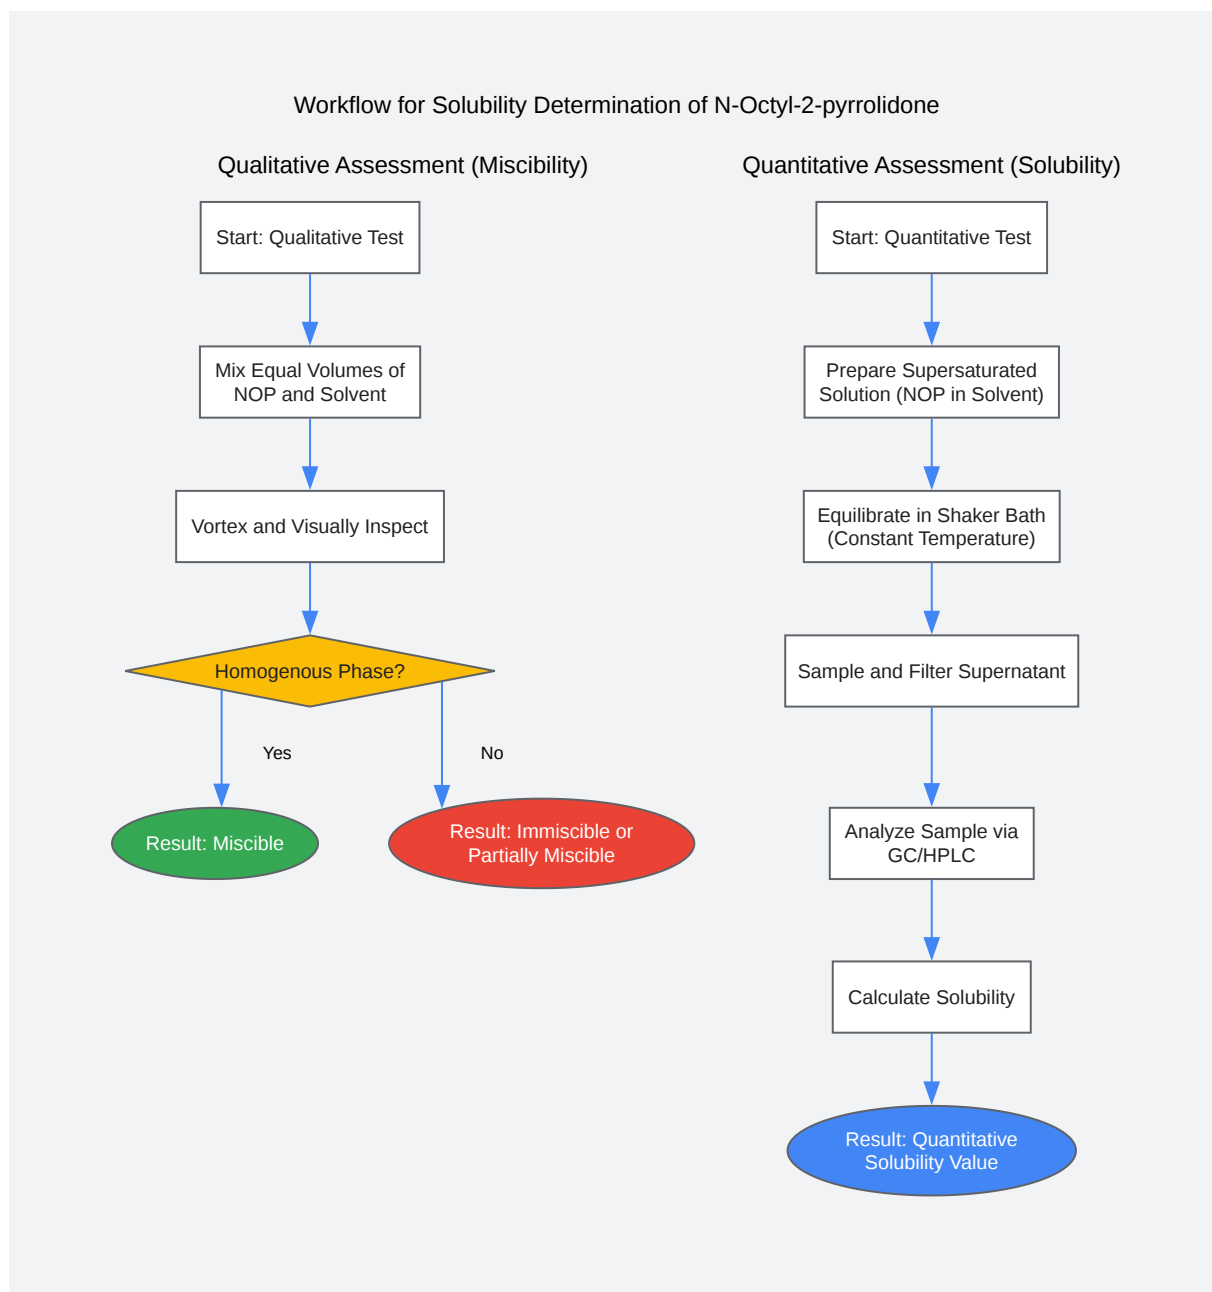 Workflow for Solubility Determination of N-Octyl-2-pyrrolidone
Qualitative Assessment (Miscibility)
Start: Qualitative Test
Mix Equal Volumes of
NOP and Solvent
Vortex and Visually Inspect
Homogenous Phase?
Yes
No
Result: Miscible
Result: Immiscible or
Partially Miscible
Quantitative Assessment (Solubility)
Start: Quantitative Test
Prepare Supersaturated
Solution (NOP in Solvent)
Equilibrate in Shaker Bath
(Constant Temperature)
Sample and Filter Supernatant
Analyze Sample via
GC/HPLC
Calculate Solubility
Result: Quantitative
Solubility Value